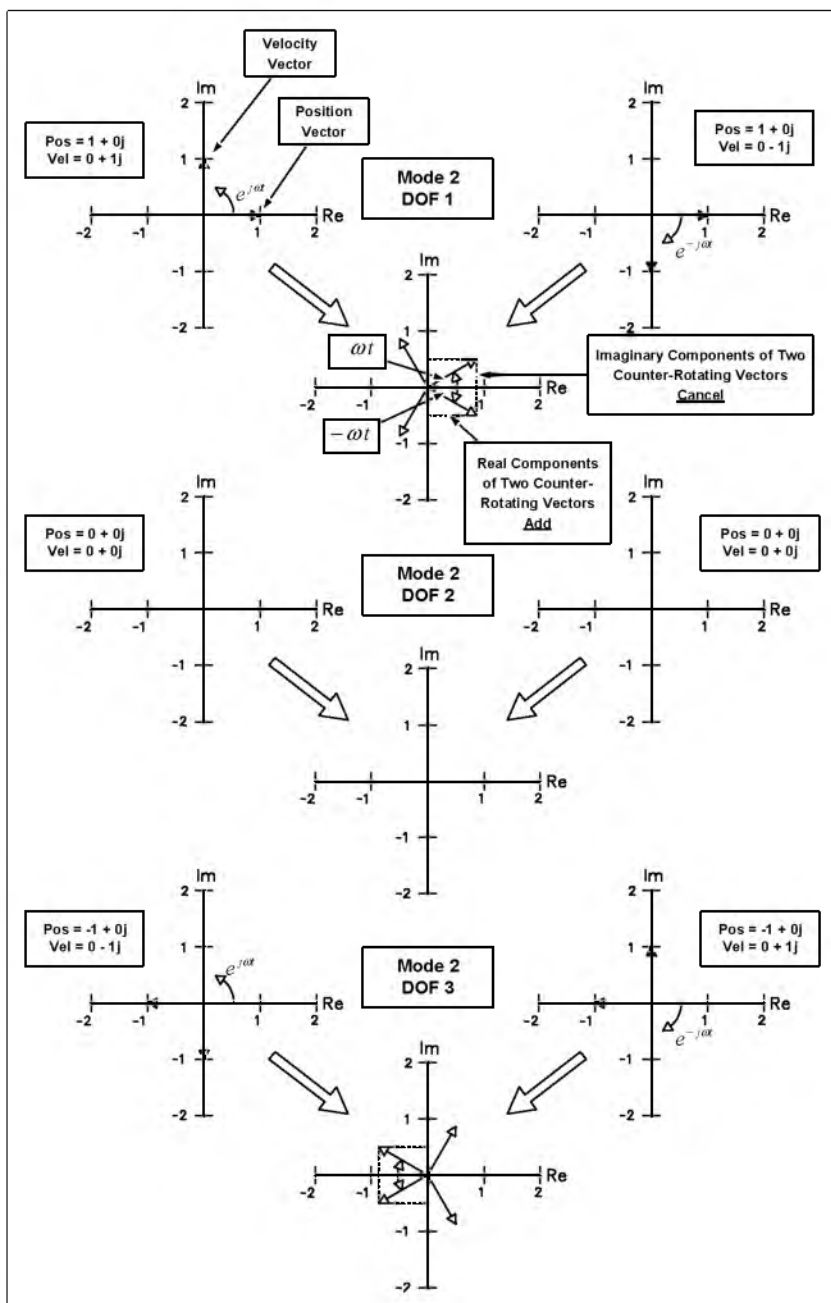 Velocity
Vector
Im
2
Position
Vector
Pos = 1 + 0j
Vel = 0 + 1j
1
e^{jωt}
Re
-2
-1
1
2
-1
-2
Mode 2
DOF 1
Im
2
Pos = 1 + 0j
Vel = 0 - 1j
1
Re
-2
-1
1
2
e^{-jωt}
-1
-2
Im
2
1
ωt
Re
-2
-1
1
2
-ωt
-1
-2
Imaginary Components of Two
Counter-Rotating Vectors
Cancel
Real Components
of Two Counter-
Rotating Vectors
Add
Im
2
Pos = 0 + 0j
Vel = 0 + 0j
1
Re
-2
-1
1
2
-1
-2
Mode 2
DOF 2
Im
2
Pos = 0 + 0j
Vel = 0 + 0j
1
Re
-2
-1
1
2
-1
-2
Im
2
1
Re
-2
-1
1
2
-1
-2
Im
2
Pos = -1 + 0j
Vel = 0 - 1j
1
e^{jωt}
Re
-2
-1
1
2
-1
-2
Mode 2
DOF 3
Im
2
Pos = -1 + 0j
Vel = 0 + 1j
1
Re
-2
-1
1
2
e^{-jωt}
-1
-2
Im
2
1
Re
-2
-1
1
2
-1
-2